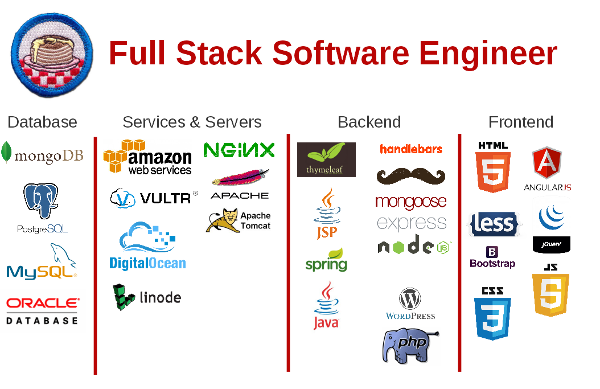 Full Stack Software Engineer
Database
mongoDB
PostgreSQL
MySQL
ORACLE
DATABASE
Services & Servers
amazon
web services
VULTR
DigitalOcean
linode
NGiNX
APACHE
Apache
Tomcat
Backend
thymeleaf
JSP
spring
Java
handlebars
mongoose
express
node JS
WORDPRESS
php
Frontend
HTML
5
ANGULARJS
less
jQuery
B
Bootstrap
JS
5
CSS
3